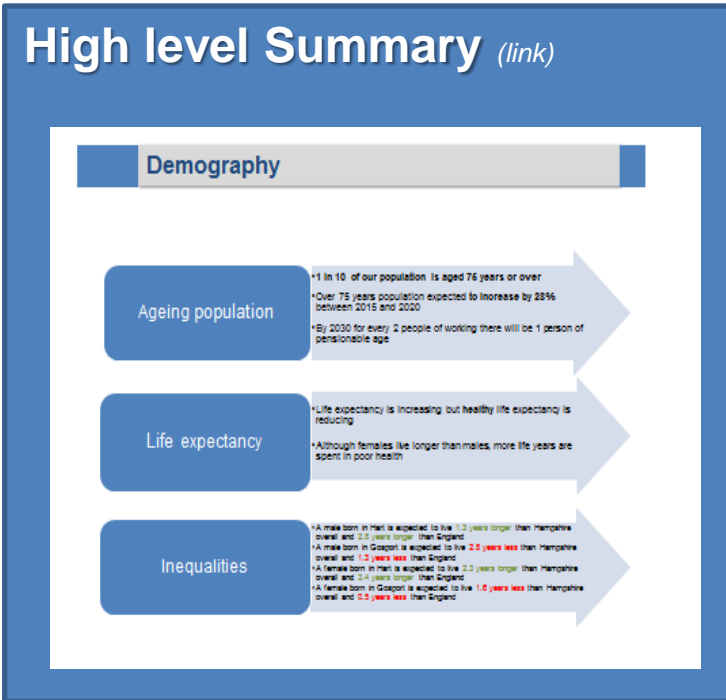 High level Summary (link)
Demography
Ageing population
•1 in 10 of our population is aged 75 years or over
•Over 75 years population expected to increase by 28%
between 2015 and 2020
•By 2030 for every 2 people of working there will be 1 person of
pensionable age
Life expectancy
•Life expectancy is increasing but healthy life expectancy is
reducing
•Although females live longer than males, more life years are
spent in poor health
Inequalities
•A male born in Hart is expected to live 1.3 years longer than Hampshire
overall and 2.8 years longer than England
•A male born in Gosport is expected to live 2.8 years less than Hampshire
overall and 1.3 years less than England
•A female born in Hart is expected to live 2.3 years longer than Hampshire
overall and 3.4 years longer than England
•A female born in Gosport is expected to live 1.6 years less than Hampshire
overall and 0.5 years less than England